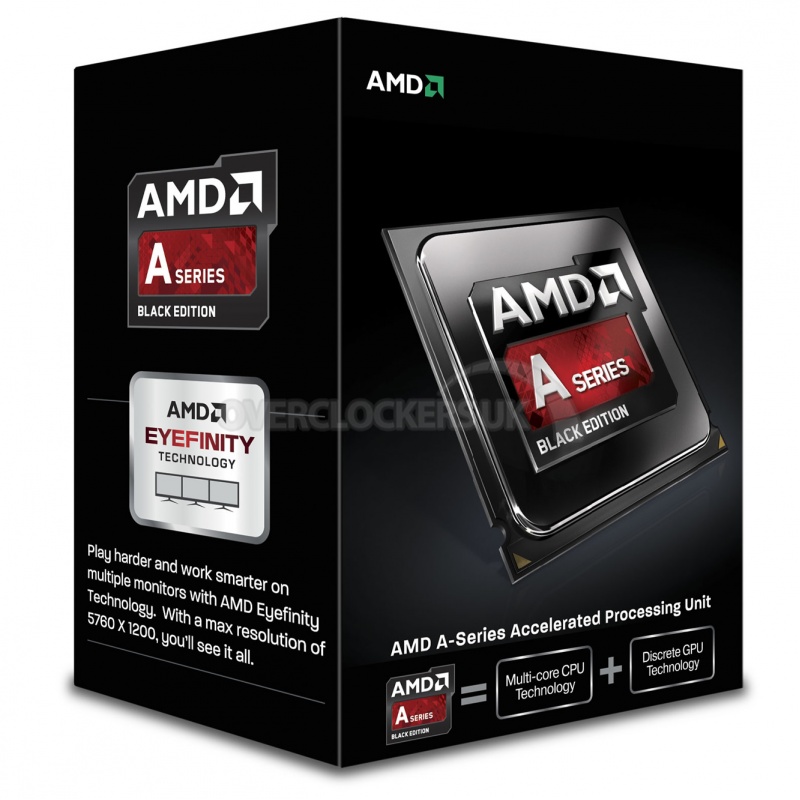 AMD
A SERIES
BLACK EDITION
AMD
EYEFINITY
TECHNOLOGY
Play harder and work smarter on
multiple monitors with AMD Eyefinity
Technology. With a max resolution of
5760 X 1200, you'll see it all.
AMD
AMD
A SERIES
BLACK EDITION
OVERCLOCKERS UK
AMD A-Series Accelerated Processing Unit
AMD
A SERIES
BLACK EDITION
=
Multi-core CPU
Technology
+
Discrete GPU
Technology